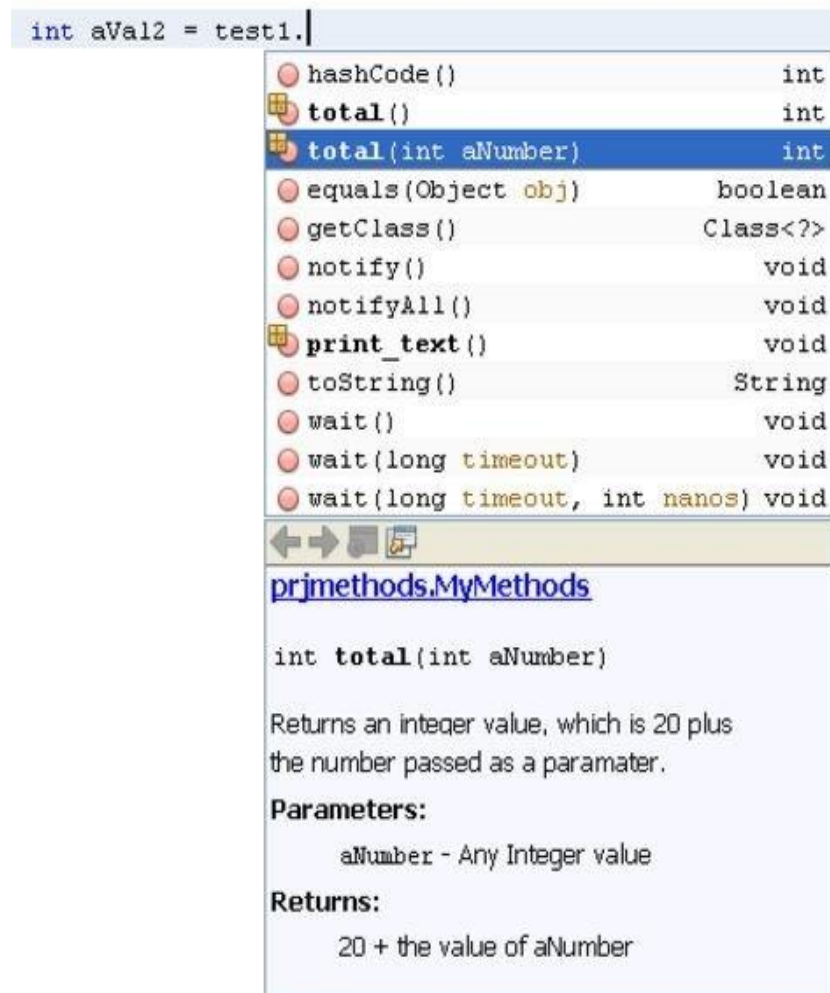 int aVal2 = test1.
hashCode() int
total() int
total(int aNumber) int
equals(Object obj) boolean
getClass() Class<?>
notify() void
notifyAll() void
print_text() void
toString() String
wait() void
wait(long timeout) void
wait(long timeout, int nanos) void
prjmethods.MyMethods
int total(int aNumber)
Returns an integer value, which is 20 plus
the number passed as a paramater.
Parameters:
aNumber - Any Integer value
Returns:
20 + the value of aNumber